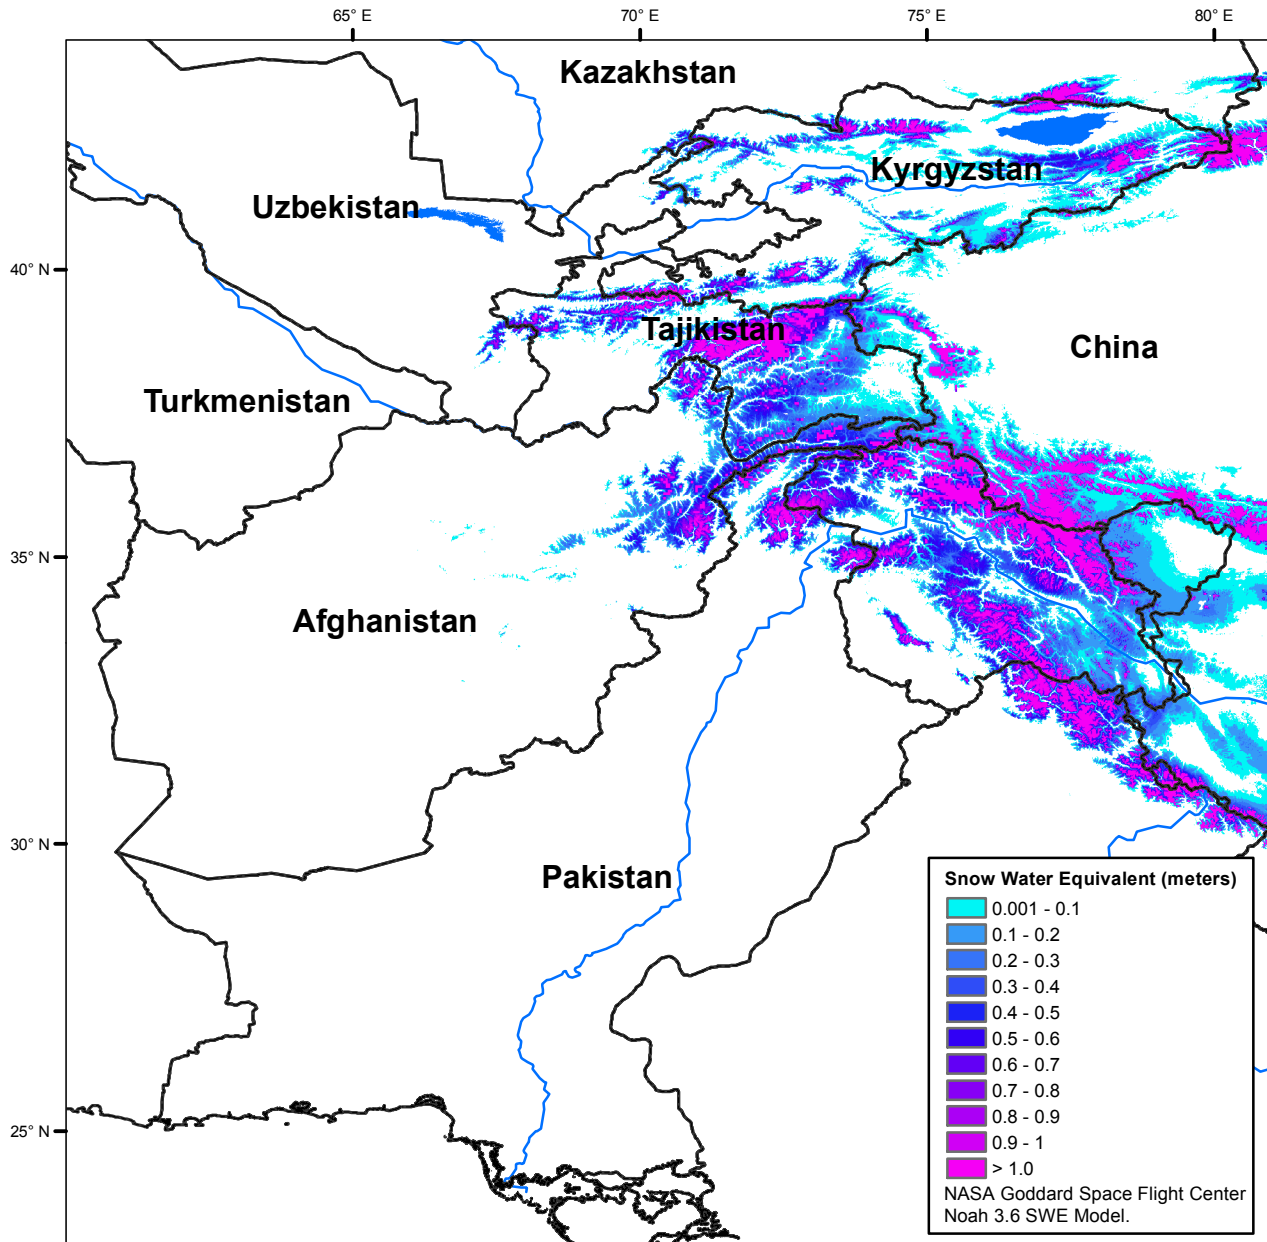 65° E
70° E
75° E
80° E
Kazakhstan
Kyrgyzstan
Uzbekistan
40° N
Tajikistan
China
Turkmenistan
35° N
Afghanistan
30° N
Pakistan
25° N
Snow Water Equivalent (meters)
0.001 - 0.1
0.1 - 0.2
0.2 - 0.3
0.3 - 0.4
0.4 - 0.5
0.5 - 0.6
0.6 - 0.7
0.7 - 0.8
0.8 - 0.9
0.9 - 1
> 1.0
NASA Goddard Space Flight Center
Noah 3.6 SWE Model.